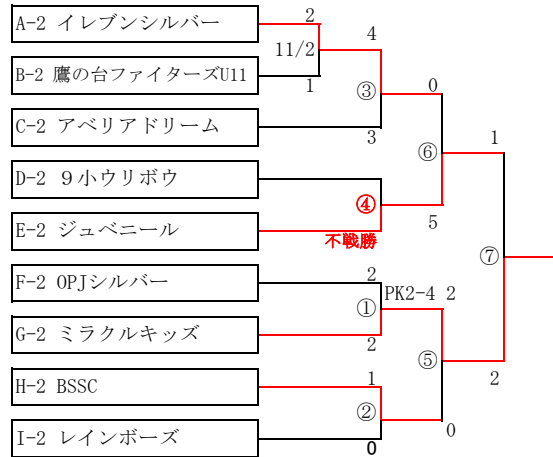 A-2 イレブンシルバー
2
11/2
4
B-2 鷹の台ファイターズU11
1
③
0
C-2 アベリアドリーム
3
⑥
1
D-2 ９小ウリボウ
④
5
E-2 ジュベニール
不戦勝
⑦
F-2 OPJシルバー
2
PK2-4 2
①
G-2 ミラクルキッズ
2
⑤
H-2 BSSC
1
2
②
0
I-2 レインボーズ
0